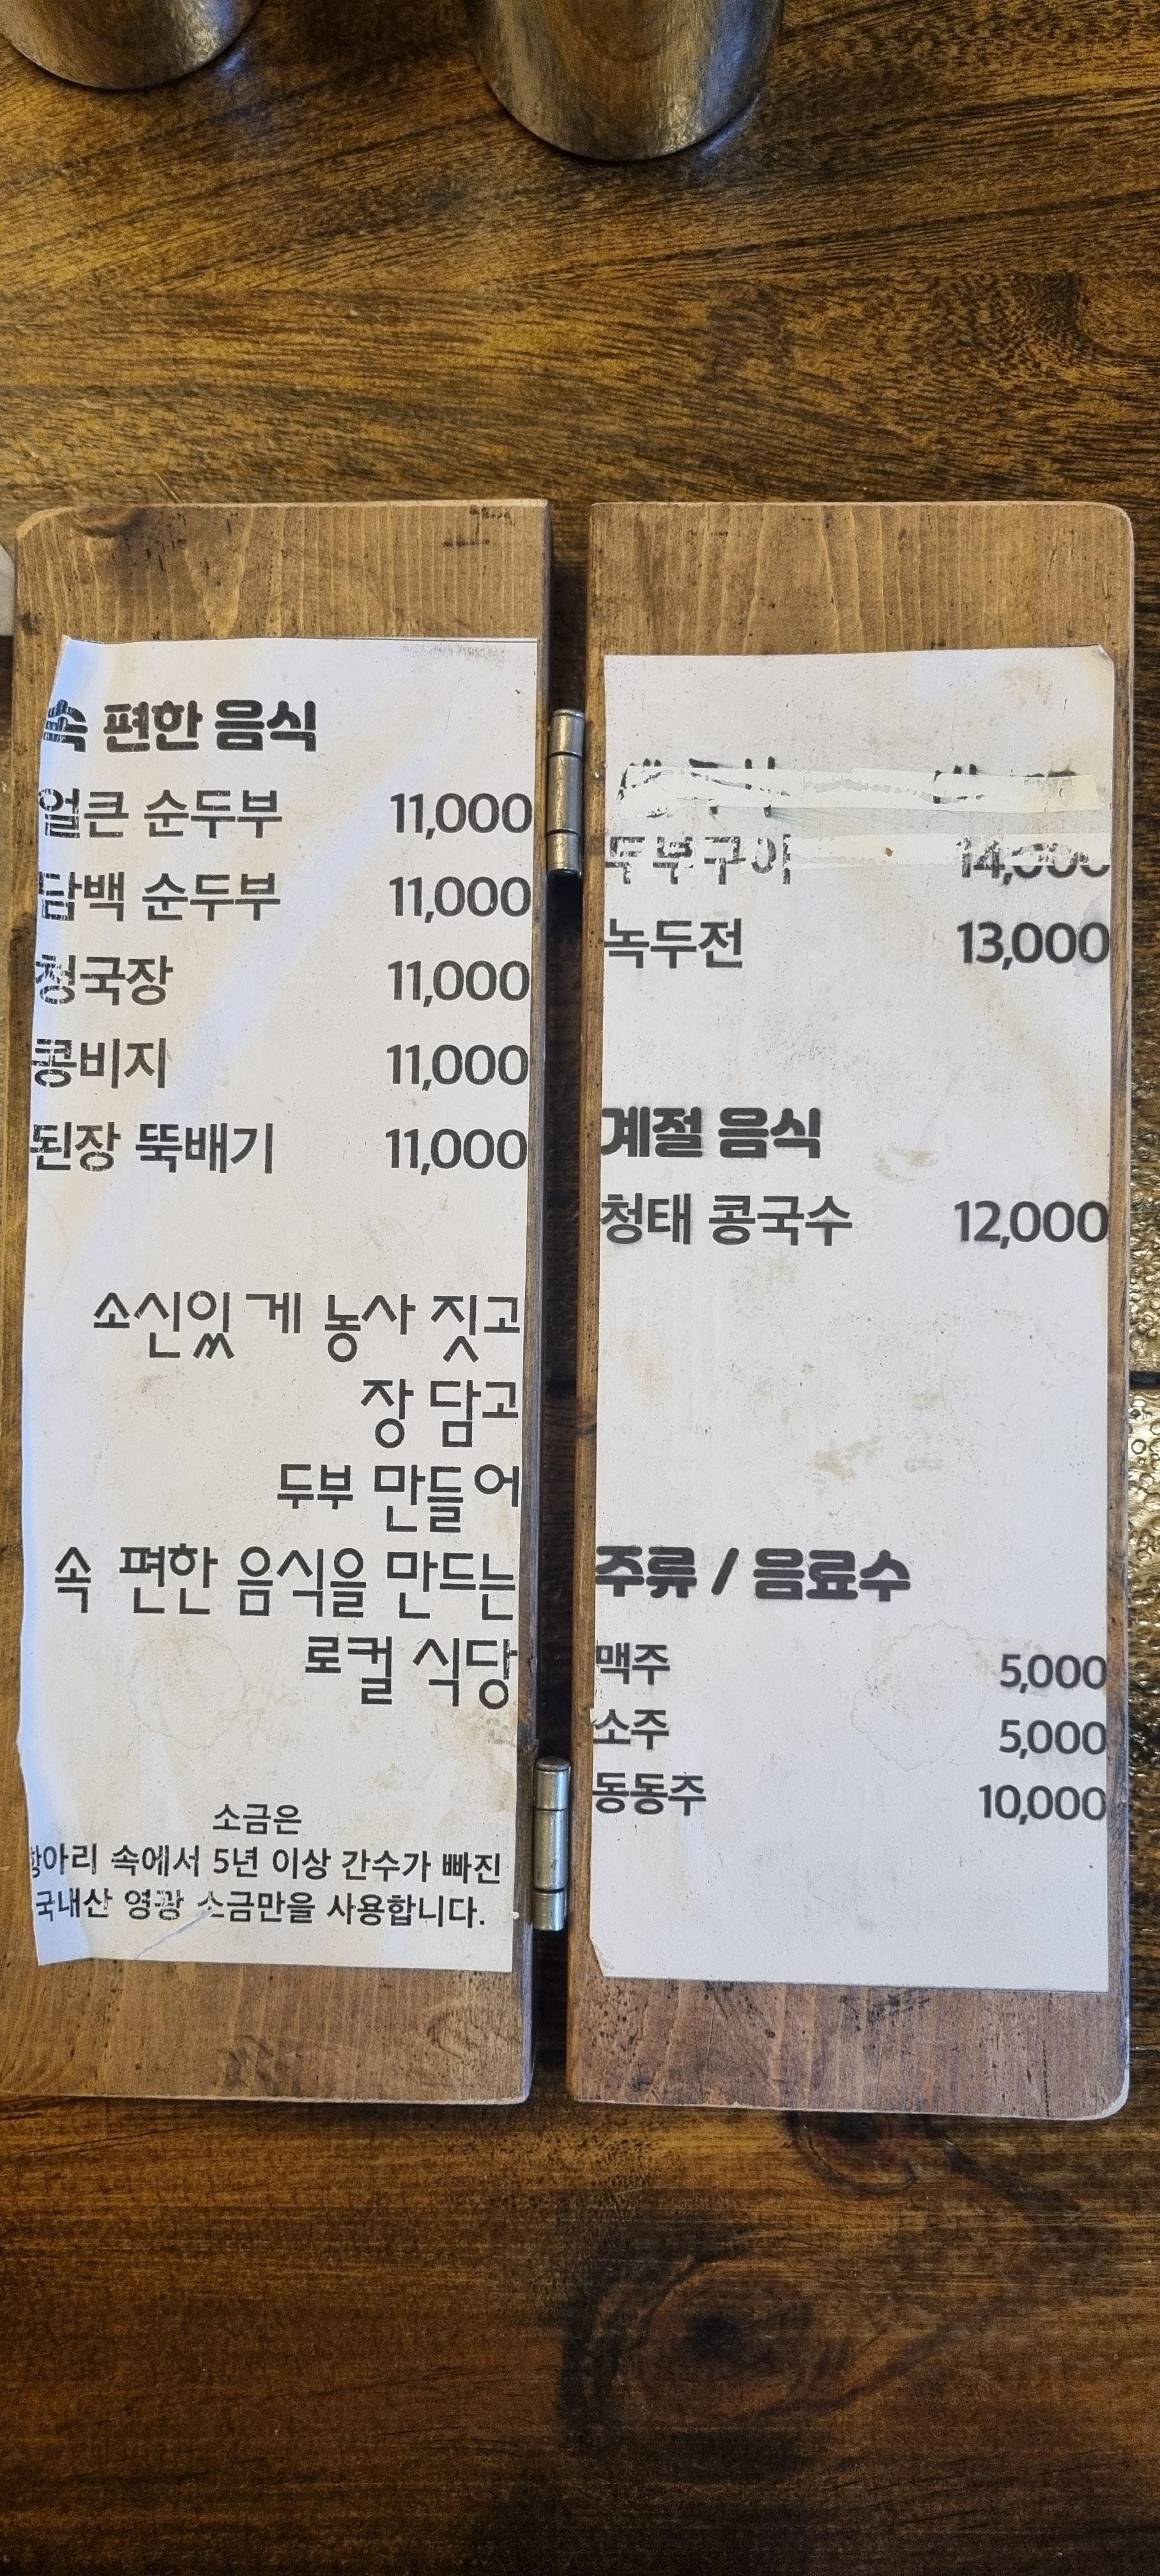 속 편한 음식
얼큰 순두부 11,000
담백 순두부 11,000
청국장 11,000
콩비지 11,000
된장 뚝배기 11,000
소신있게 농사 짓고
장 담고
두부 만들어
속 편한 음식을 만드는
로컬 식당
소금은
항아리 속에서 5년 이상 간수가 빠진
국내산 영광 소금만을 사용합니다.
두부구이 14,000
녹두전 13,000
계절 음식
청태 콩국수 12,000
주류 / 음료수
맥주 5,000
소주 5,000
동동주 10,000